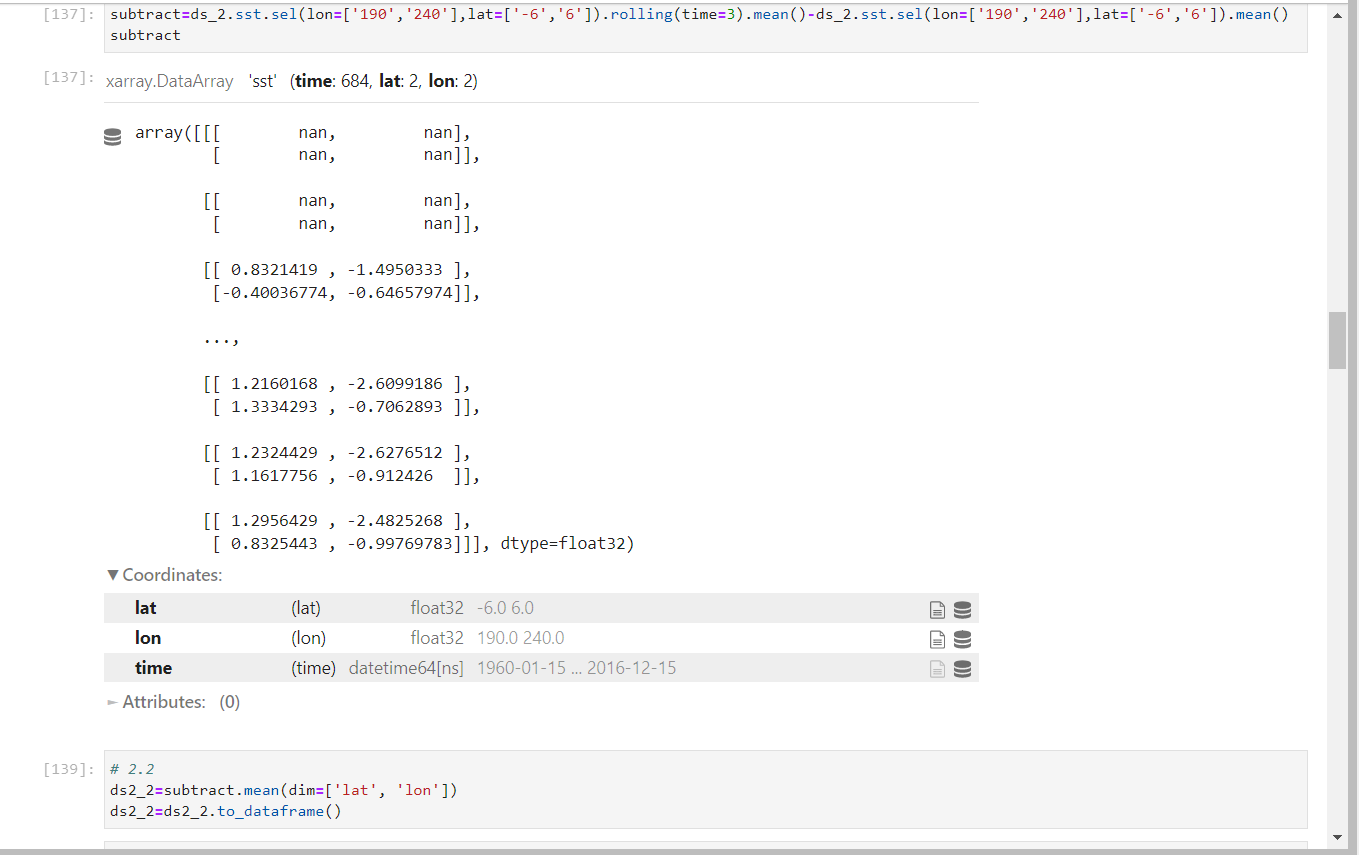 [137]: subtract=ds_2.sst.sel(lon=['190','240'],lat=['-6','6']).rolling(time=3).mean()-ds_2.sst.sel(lon=['190','240'],lat=['-6','6']).mean()
subtract
[137]: xarray.DataArray 'sst' (time: 684, lat: 2, lon: 2)
array([[[ nan, nan],
[ nan, nan]],
[[ nan, nan],
[ nan, nan]],
[[ 0.8321419 , -1.4950333 ],
[-0.40036774, -0.64657974]],
...,
[[ 1.2160168 , -2.6099186 ],
[ 1.3334293 , -0.7062893 ]],
[[ 1.2324429 , -2.6276512 ],
[ 1.1617756 , -0.912426 ]],
[[ 1.2956429 , -2.4825268 ],
[ 0.8325443 , -0.99769783]]], dtype=float32)
▼Coordinates:
lat (lat) float32 -6.0 6.0
lon (lon) float32 190.0 240.0
time (time) datetime64[ns] 1960-01-15 ... 2016-12-15
►Attributes: (0)
[139]: # 2.2
ds2_2=subtract.mean(dim=['lat', 'lon'])
ds2_2=ds2_2.to_dataframe()